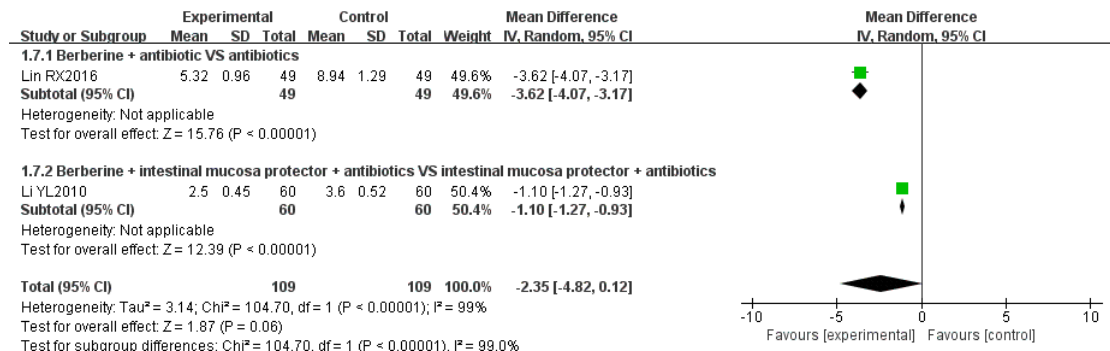 Experimental Control Mean Difference Mean Difference
Study or Subgroup Mean SD Total Mean SD Total Weight IV, Random, 95% CI IV, Random, 95% CI
1.7.1 Berberine + antibiotic VS antibiotics
Lin RX2016 5.32 0.96 49 8.94 1.29 49 49.6% -3.62 [-4.07, -3.17]
Subtotal (95% CI) 49 49 49.6% -3.62 [-4.07, -3.17]
Heterogeneity: Not applicable
Test for overall effect: Z = 15.76 (P < 0.00001)
1.7.2 Berberine + intestinal mucosa protector + antibiotics VS intestinal mucosa protector + antibiotics
Li YL2010 2.5 0.45 60 3.6 0.52 60 50.4% -1.10 [-1.27, -0.93]
Subtotal (95% CI) 60 60 50.4% -1.10 [-1.27, -0.93]
Heterogeneity: Not applicable
Test for overall effect: Z = 12.39 (P < 0.00001)
Total (95% CI) 109 109 100.0% -2.35 [-4.82, 0.12]
Heterogeneity: Tau² = 3.14; Chi² = 104.70, df = 1 (P < 0.00001); I² = 99%
Test for overall effect: Z = 1.87 (P = 0.06)
Test for subgroup differences: Chi² = 104.70, df = 1 (P < 0.00001), I² = 99.0%
-10 -5 0 5 10
Favours [experimental] Favours [control]